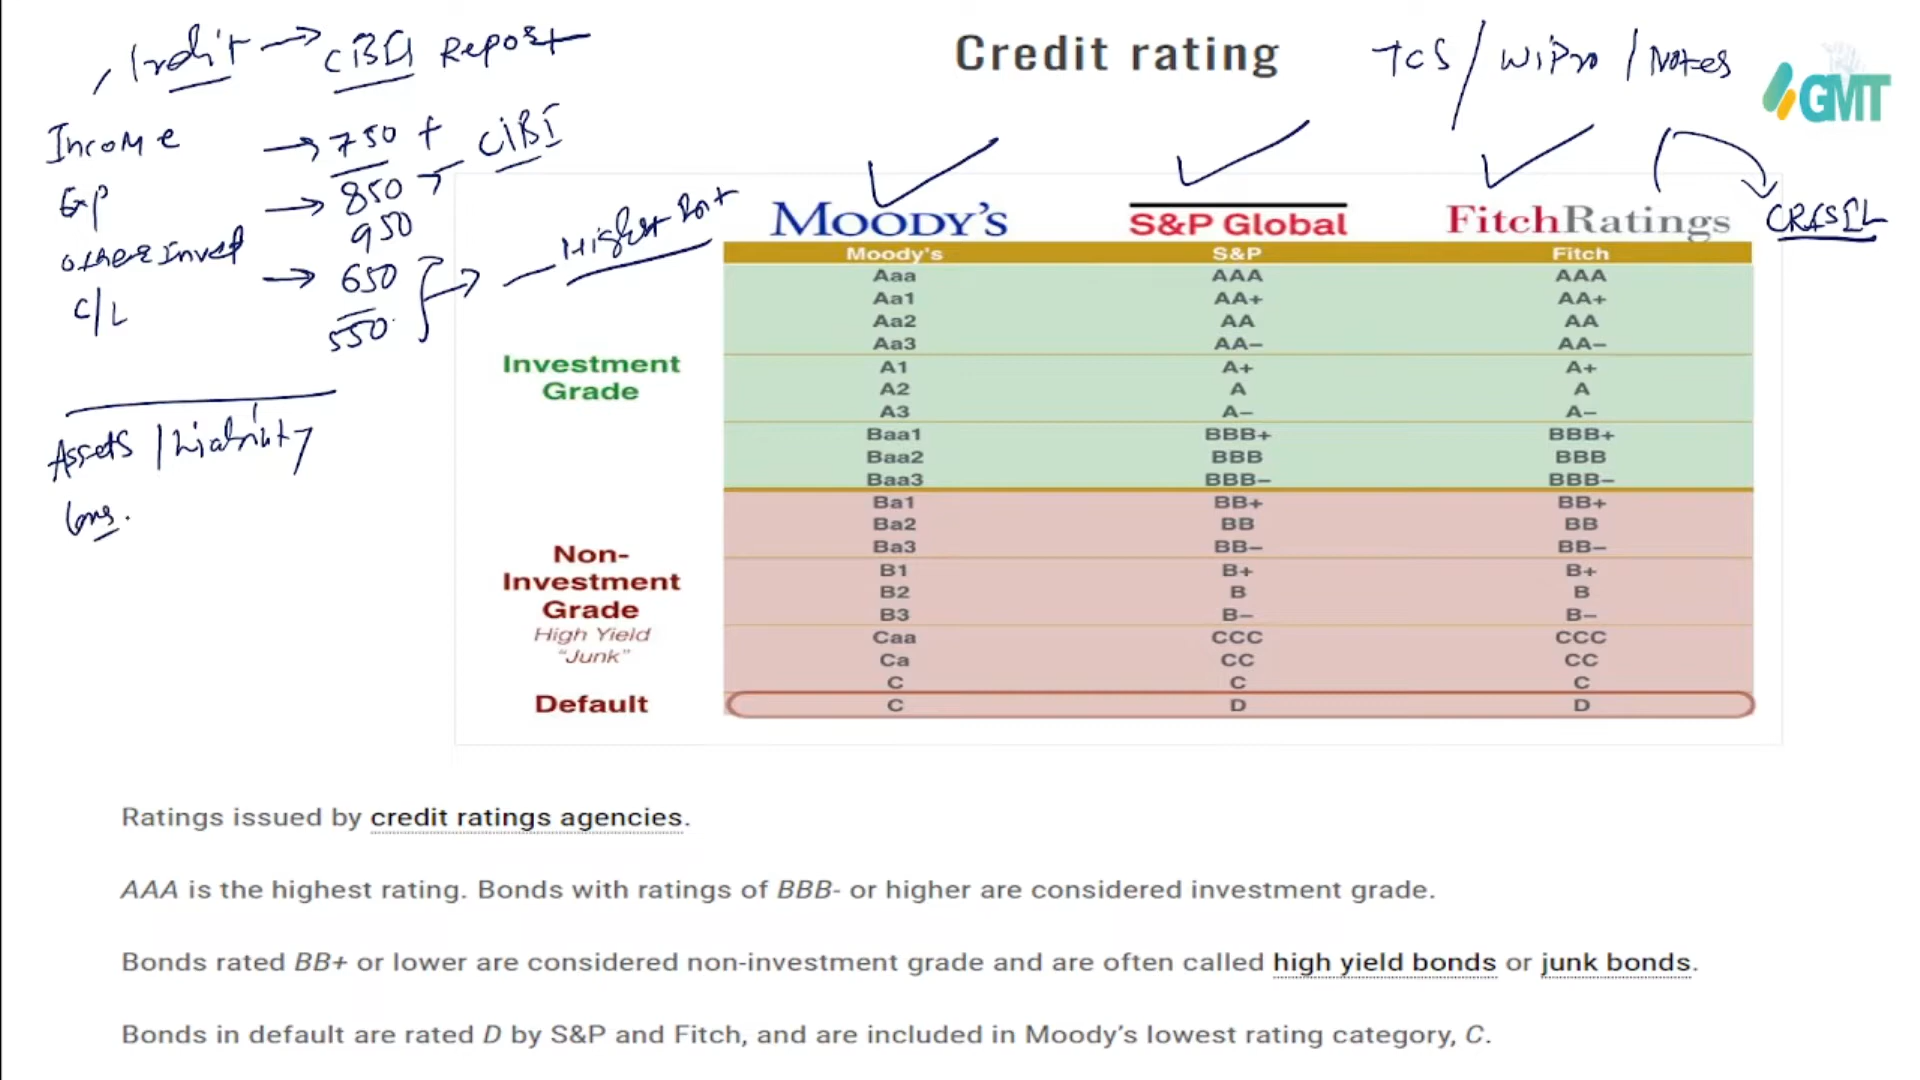 Credit rating
TCS / Wipro / Notes
GMT
Credit → CIBIL Report
Income → 750 + CIBI
GP → 850
950
other Invest
→ 650
C/L
550
Highest
Assets / Liability
MOODY'S S&P Global FitchRatings CRISIL
Moody's S&P Fitch
Aaa AAA AAA
Aa1 AA+ AA+
Aa2 AA AA
Aa3 AA− AA−
Investment
Grade
A1 A+ A+
A2 A A
A3 A− A−
Baa1 BBB+ BBB+
Baa2 BBB BBB
Baa3 BBB− BBB−
Ba1 BB+ BB+
Ba2 BB BB
Ba3 BB− BB−
Non-
Investment
Grade
High Yield
"Junk"
B1 B+ B+
B2 B B
B3 B− B−
Caa CCC CCC
Ca CC CC
C C C
Default C D D
Ratings issued by credit ratings agencies.
AAA is the highest rating. Bonds with ratings of BBB- or higher are considered investment grade.
Bonds rated BB+ or lower are considered non-investment grade and are often called high yield bonds or junk bonds.
Bonds in default are rated D by S&P and Fitch, and are included in Moody's lowest rating category, C.